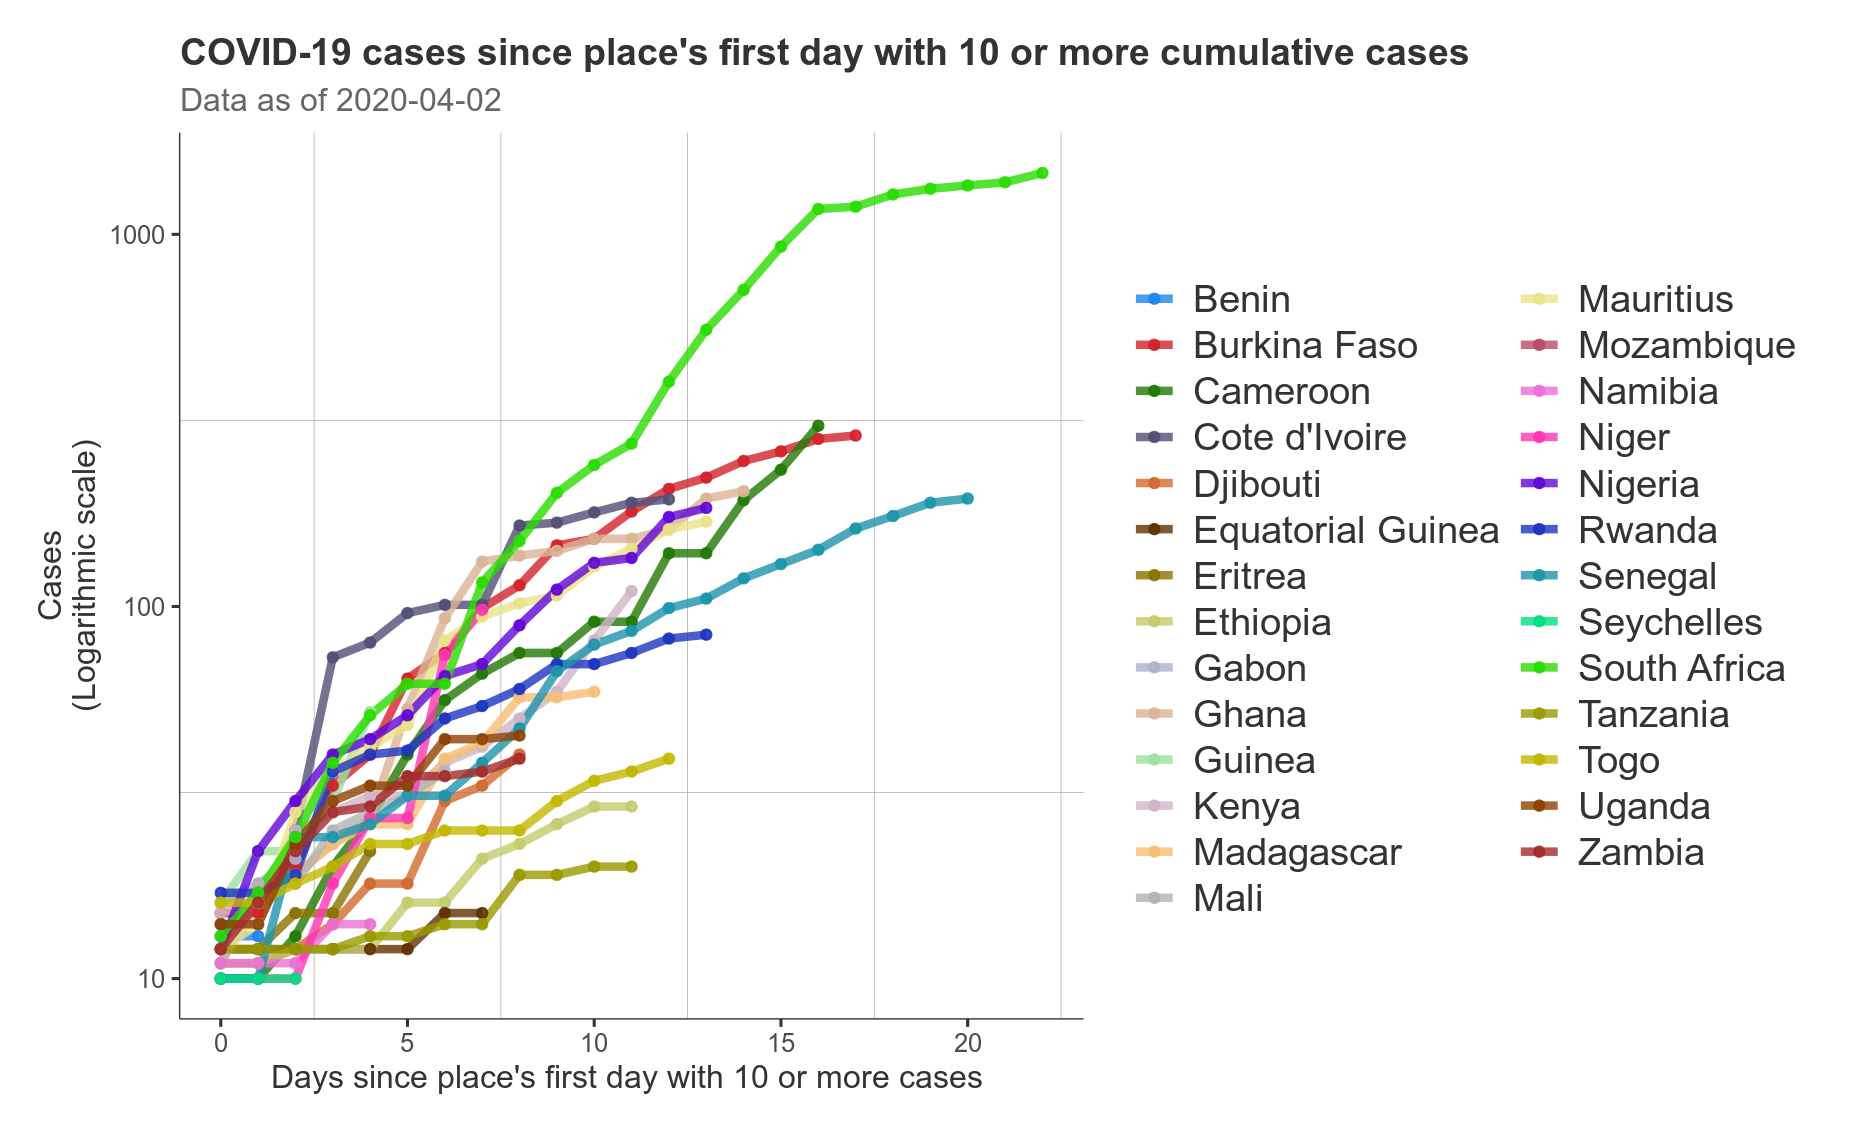 COVID-19 cases since place's first day with 10 or more cumulative cases
Data as of 2020-04-02
Cases
(Logarithmic scale)
1000
100
10
0 5 10 15 20
Days since place's first day with 10 or more cases
Benin
Burkina Faso
Cameroon
Cote d'Ivoire
Djibouti
Equatorial Guinea
Eritrea
Ethiopia
Gabon
Ghana
Guinea
Kenya
Madagascar
Mali
Mauritius
Mozambique
Namibia
Niger
Nigeria
Rwanda
Senegal
Seychelles
South Africa
Tanzania
Togo
Uganda
Zambia